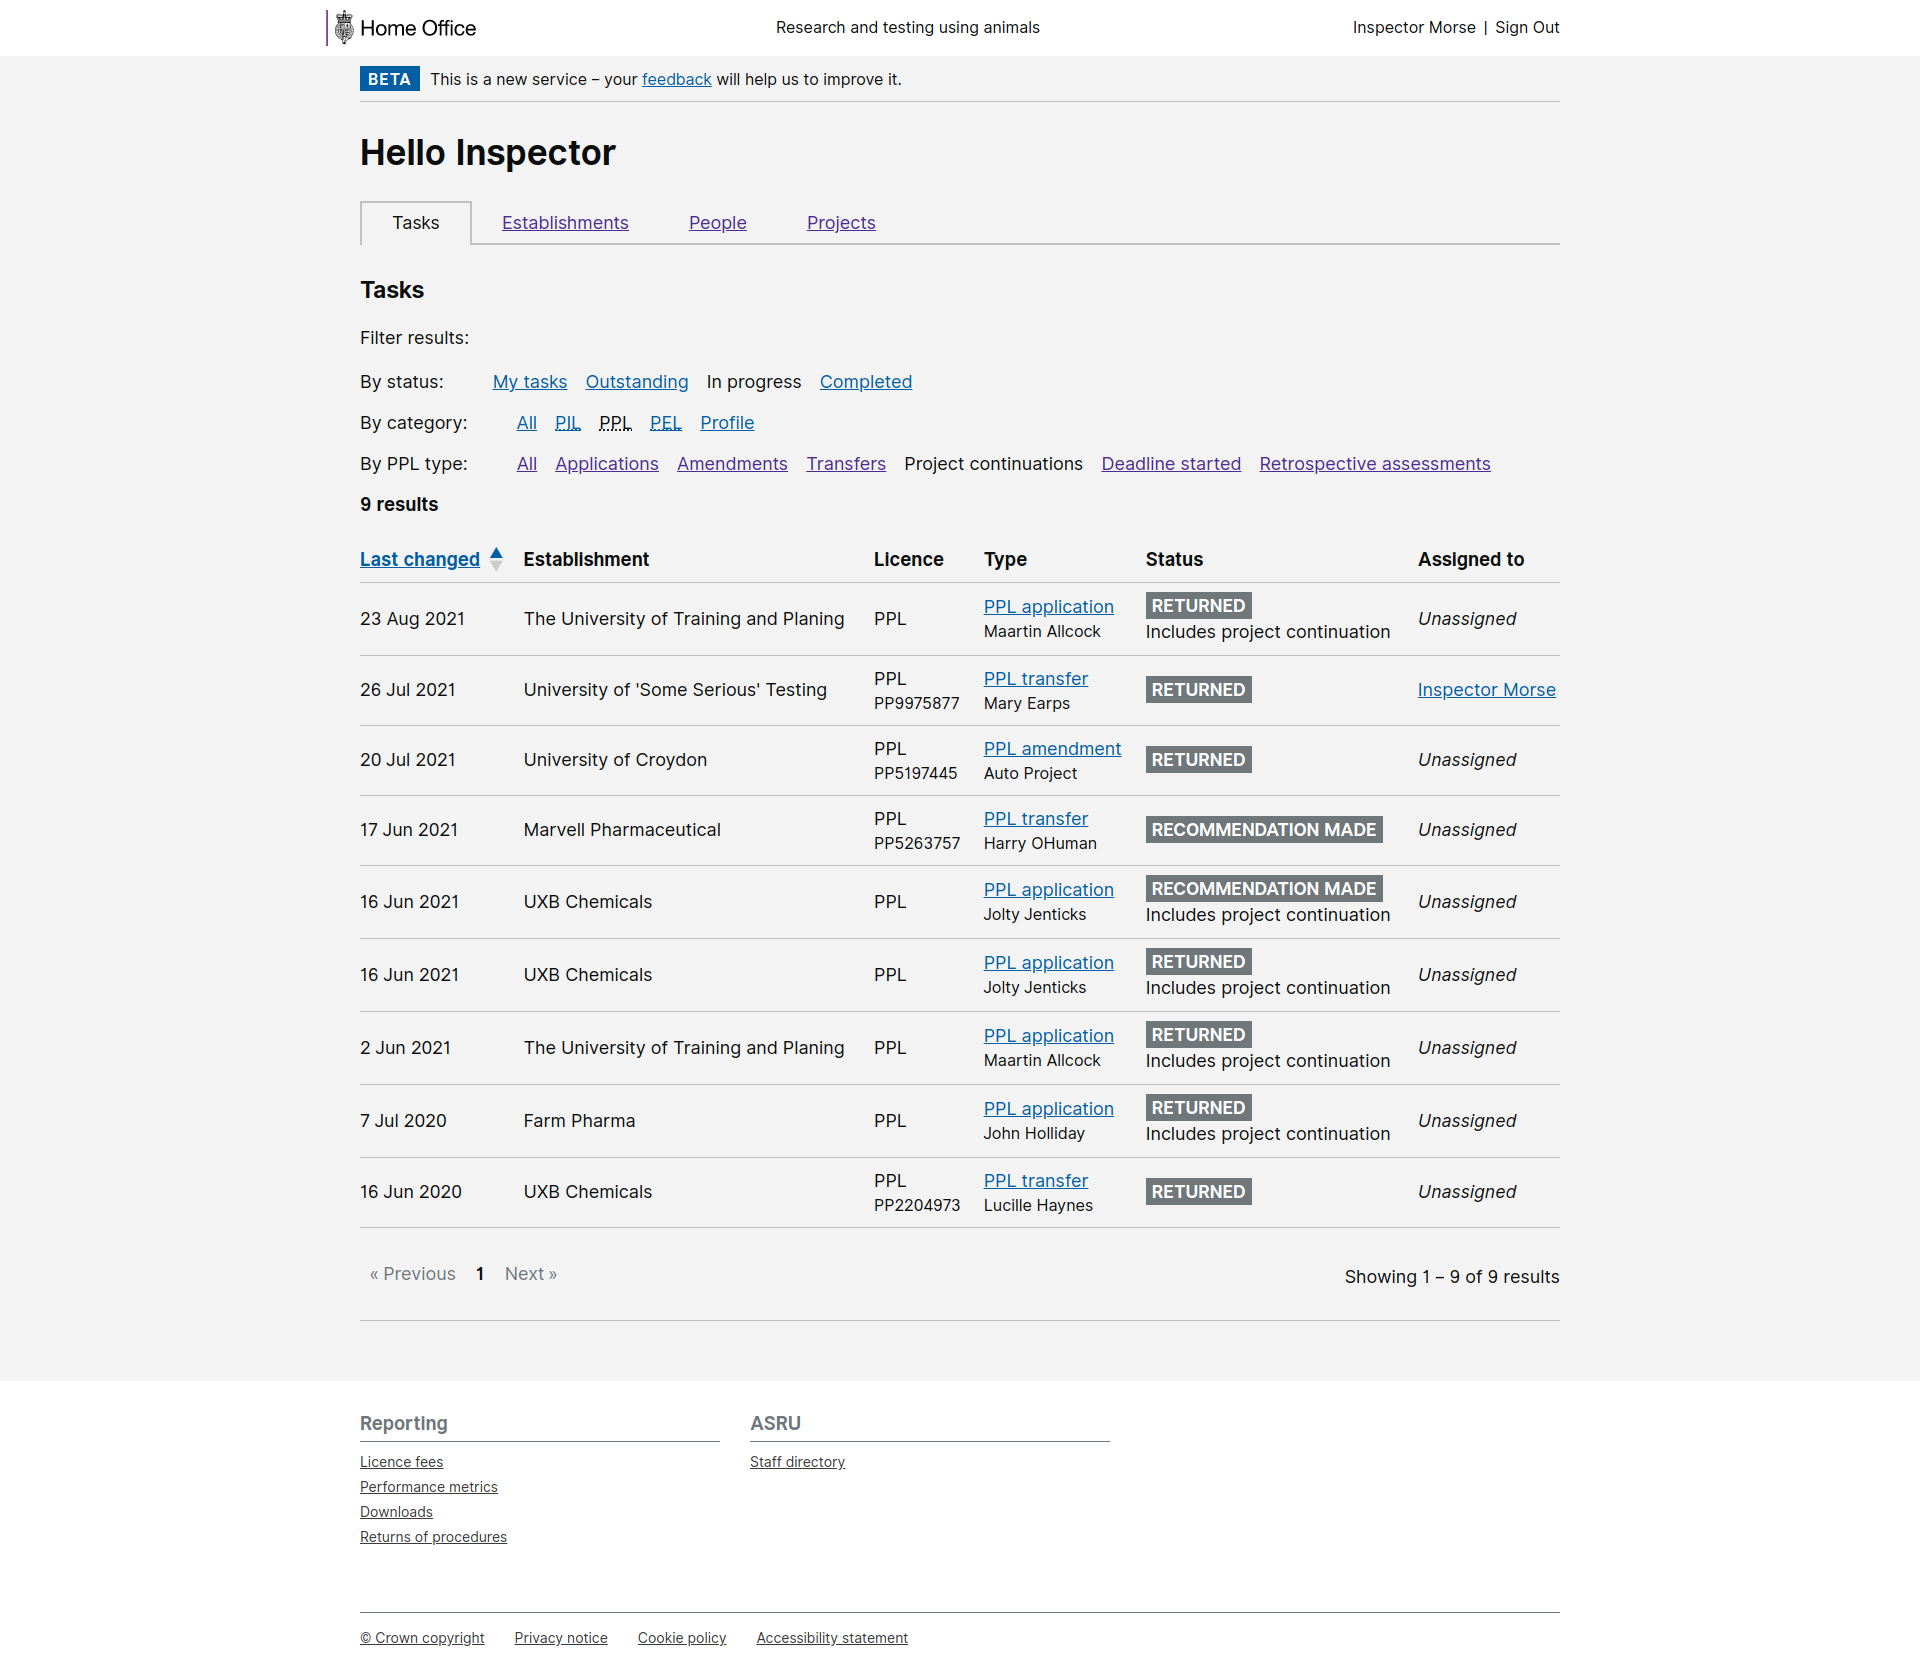 Home Office
Research and testing using animals
Inspector Morse | Sign Out
BETA This is a new service – your feedback will help us to improve it.
Hello Inspector
Tasks Establishments People Projects
Tasks
Filter results:
By status: My tasks Outstanding In progress Completed
By category: All PIL PPL PEL Profile
By PPL type: All Applications Amendments Transfers Project continuations Deadline started Retrospective assessments
9 results
Last changed Establishment Licence Type Status Assigned to
23 Aug 2021 The University of Training and Planing PPL PPL application Maartin Allcock RETURNED Includes project continuation Unassigned
26 Jul 2021 University of 'Some Serious' Testing PPL PP9975877 PPL transfer Mary Earps RETURNED Inspector Morse
20 Jul 2021 University of Croydon PPL PP5197445 PPL amendment Auto Project RETURNED Unassigned
17 Jun 2021 Marvell Pharmaceutical PPL PP5263757 PPL transfer Harry OHuman RECOMMENDATION MADE Unassigned
16 Jun 2021 UXB Chemicals PPL PPL application Jolty Jenticks RECOMMENDATION MADE Includes project continuation Unassigned
16 Jun 2021 UXB Chemicals PPL PPL application Jolty Jenticks RETURNED Includes project continuation Unassigned
2 Jun 2021 The University of Training and Planing PPL PPL application Maartin Allcock RETURNED Includes project continuation Unassigned
7 Jul 2020 Farm Pharma PPL PPL application John Holliday RETURNED Includes project continuation Unassigned
16 Jun 2020 UXB Chemicals PPL PP2204973 PPL transfer Lucille Haynes RETURNED Unassigned
« Previous 1 Next »
Showing 1 – 9 of 9 results
Reporting
Licence fees
Performance metrics
Downloads
Returns of procedures
ASRU
Staff directory
© Crown copyright Privacy notice Cookie policy Accessibility statement